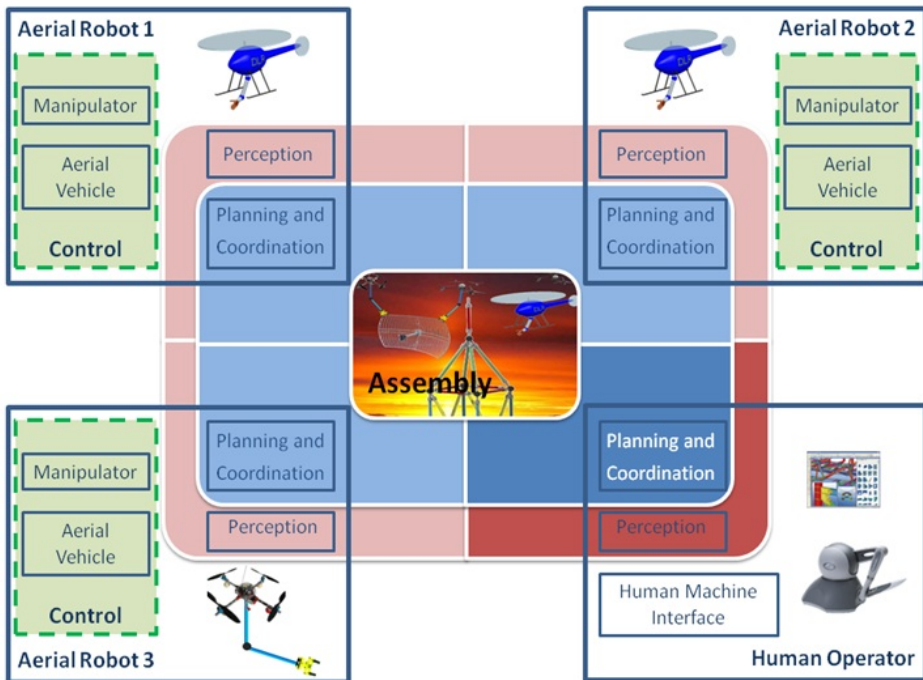 Aerial Robot 1
Manipulator
Aerial
Vehicle
Control
DLR
Perception
Planning and
Coordination
Aerial Robot 2
DLR
Manipulator
Aerial
Vehicle
Control
Perception
Planning and
Coordination
Assembly
Manipulator
Aerial
Vehicle
Control
Aerial Robot 3
Planning and
Coordination
Perception
Planning and
Coordination
Perception
Human Machine
Interface
Human Operator